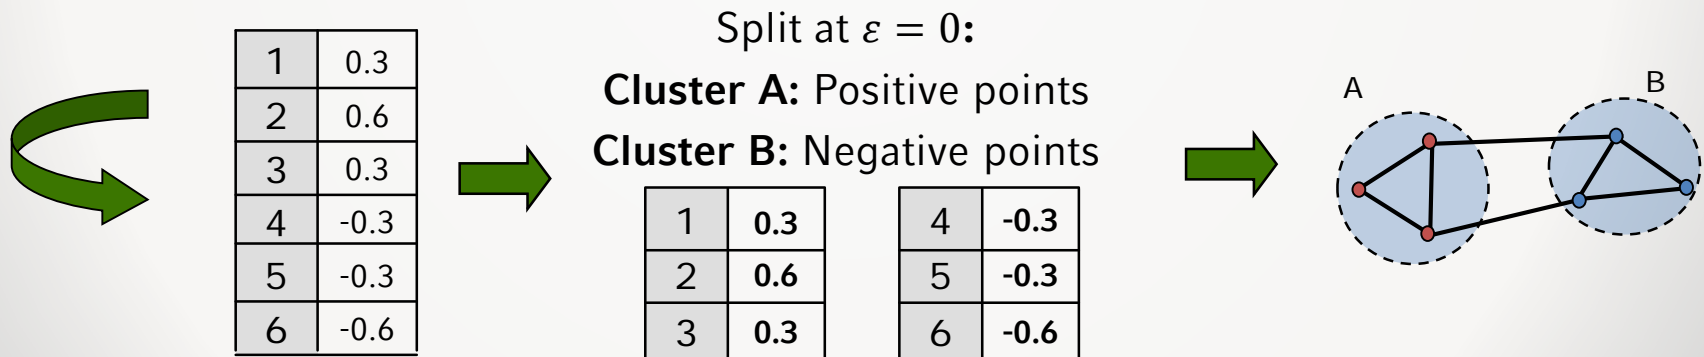 1 0.3
2 0.6
3 0.3
4 -0.3
5 -0.3
6 -0.6
Split at ε = 0:
Cluster A: Positive points
Cluster B: Negative points
1 0.3
2 0.6
3 0.3
4 -0.3
5 -0.3
6 -0.6
A
B